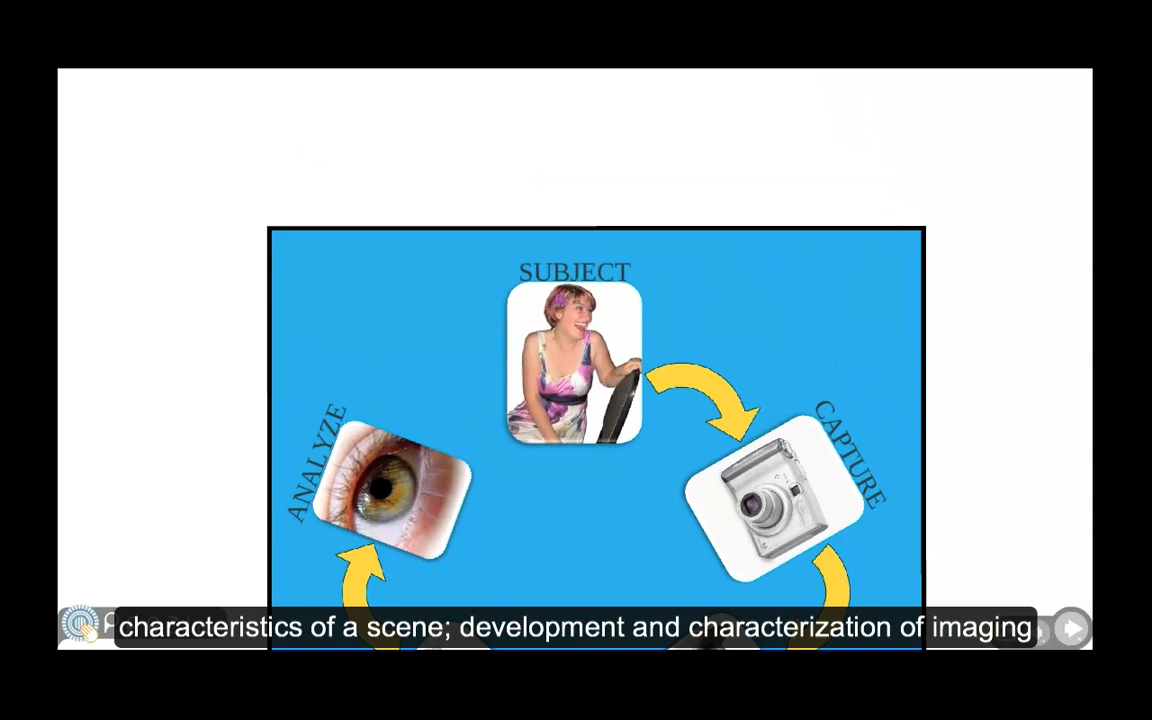 SUBJECT
CAPTURE
ANALYZE
characteristics of a scene; development and characterization of imaging